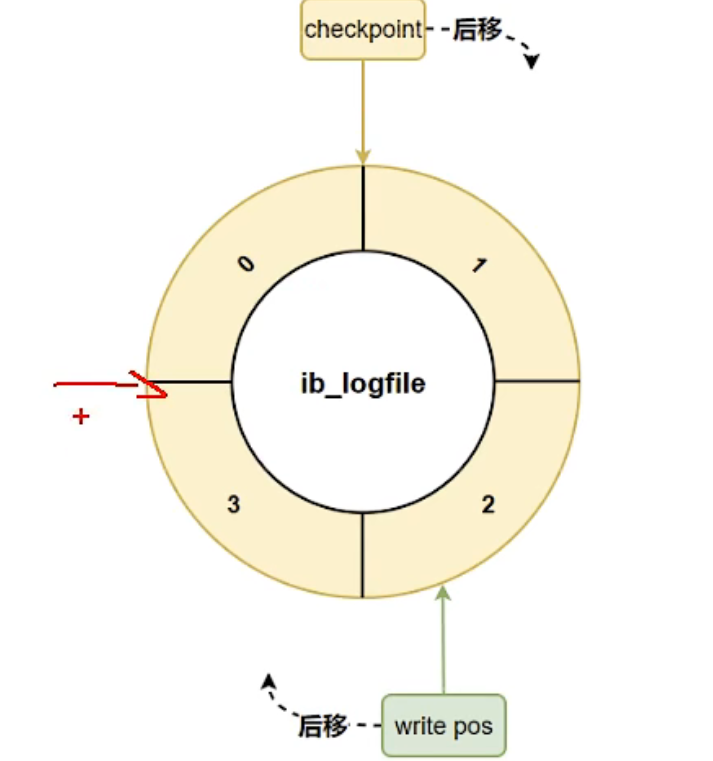 checkpoint
后移
0
1
ib_logfile
+
3
2
后移
write pos